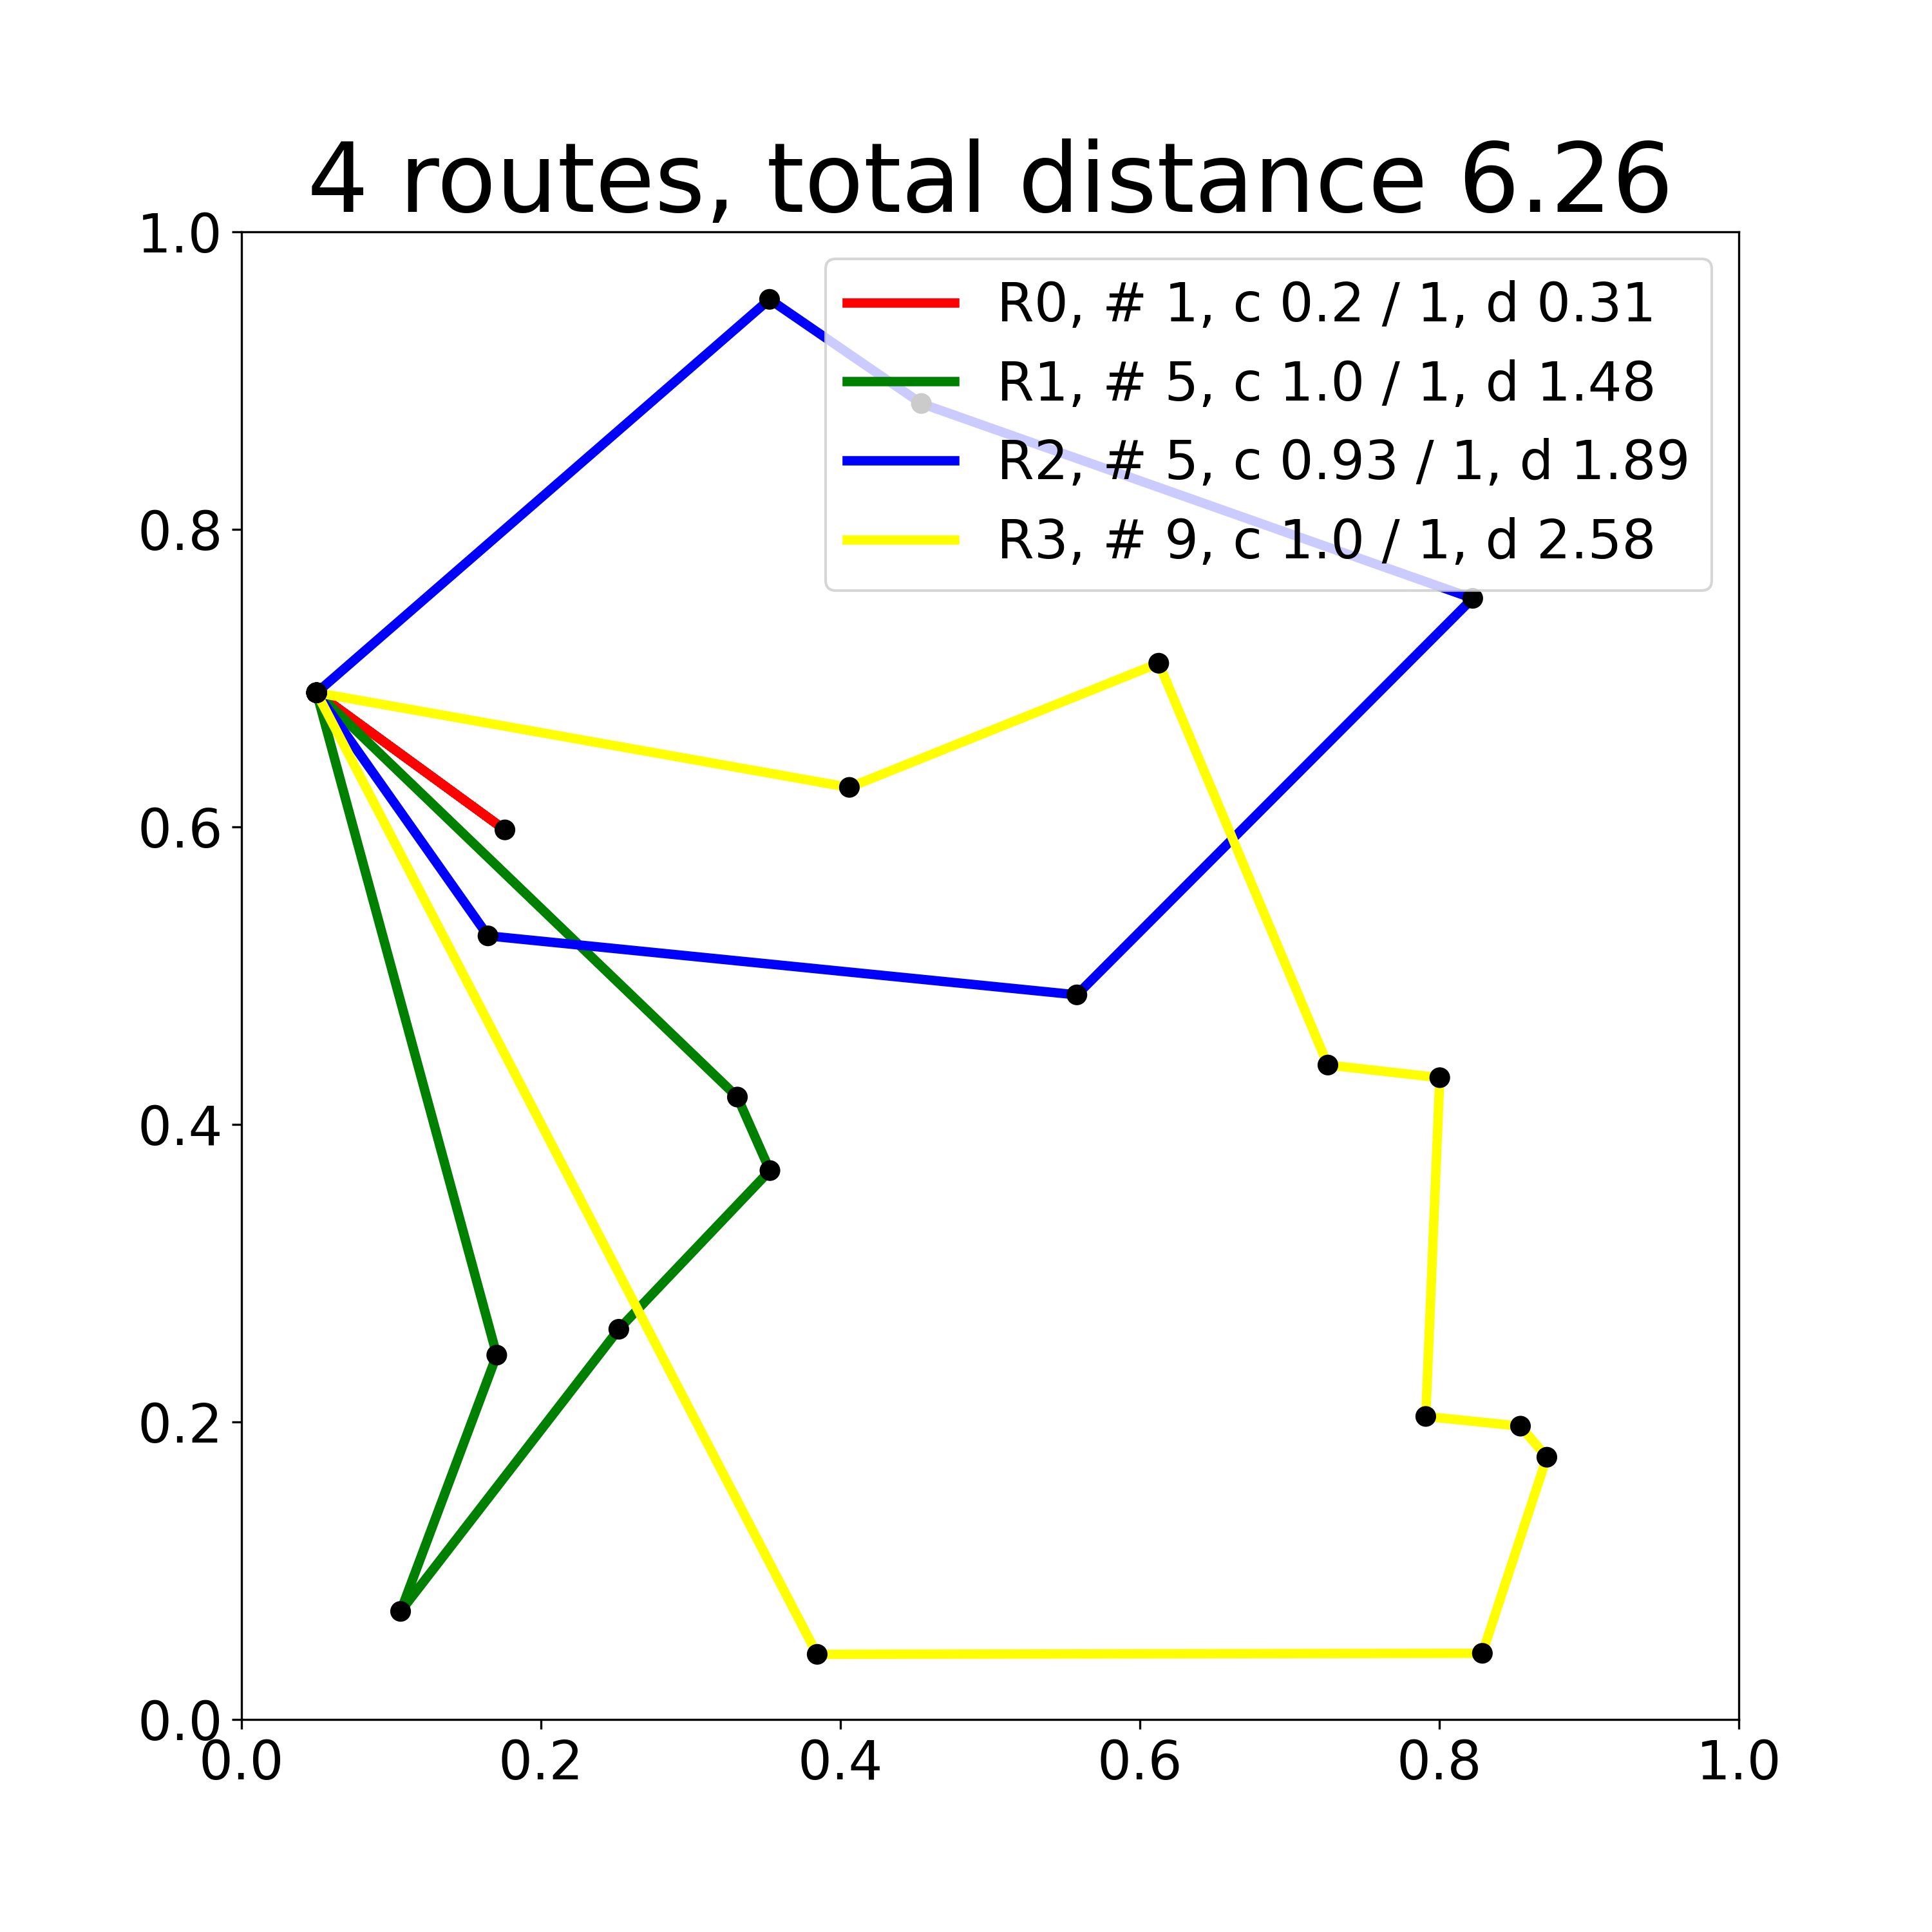 4 routes, total distance 6.26
R0, # 1, c 0.2 / 1, d 0.31
R1, # 5, c 1.0 / 1, d 1.48
R2, # 5, c 0.93 / 1, d 1.89
R3, # 9, c 1.0 / 1, d 2.58
1.0
0.8
0.6
0.4
0.2
0.0
0.0 0.2 0.4 0.6 0.8 1.0